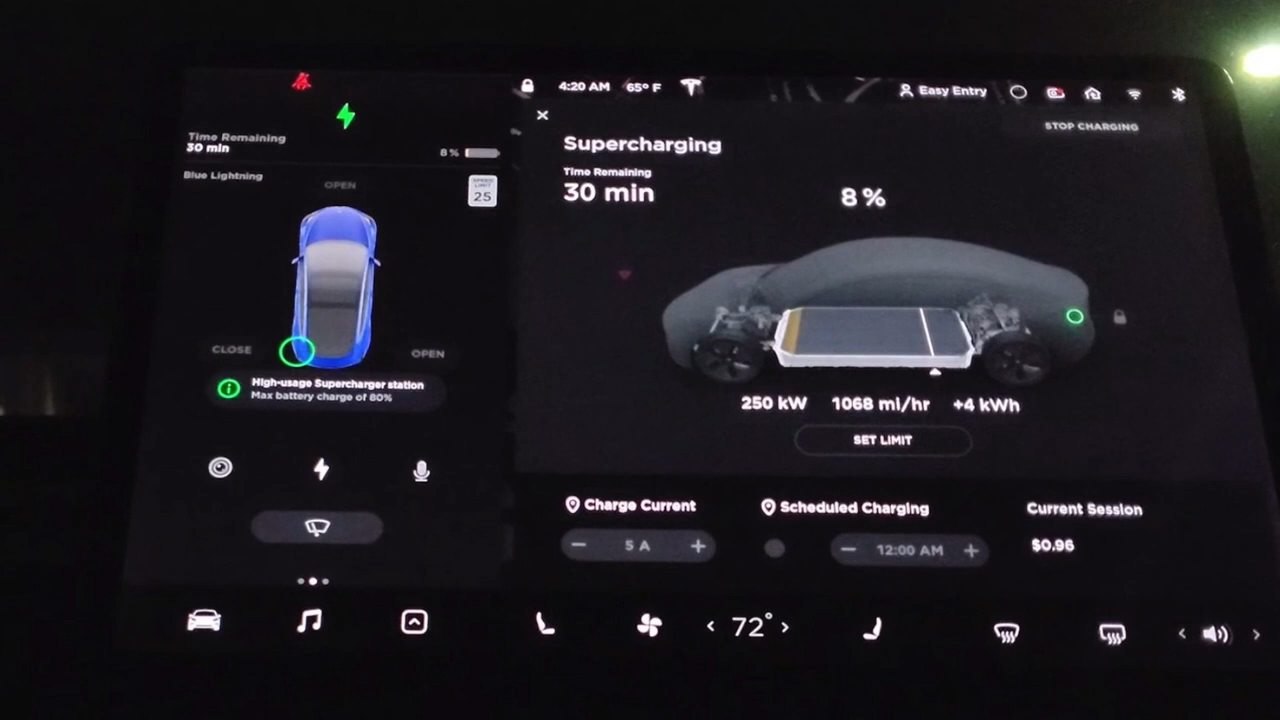 4:20 AM 65° F
Easy Entry
Time Remaining
30 min
8 %
Blue Lightning
OPEN
SPEED
LIMIT
25
CLOSE
OPEN
High-usage Supercharger station
Max battery charge of 80%
STOP CHARGING
Supercharging
Time Remaining
30 min
8 %
250 kW 1068 mi/hr +4 kWh
SET LIMIT
Charge Current Scheduled Charging Current Session
− 5 A + − 12:00 AM + $0.96
< 72° > < >